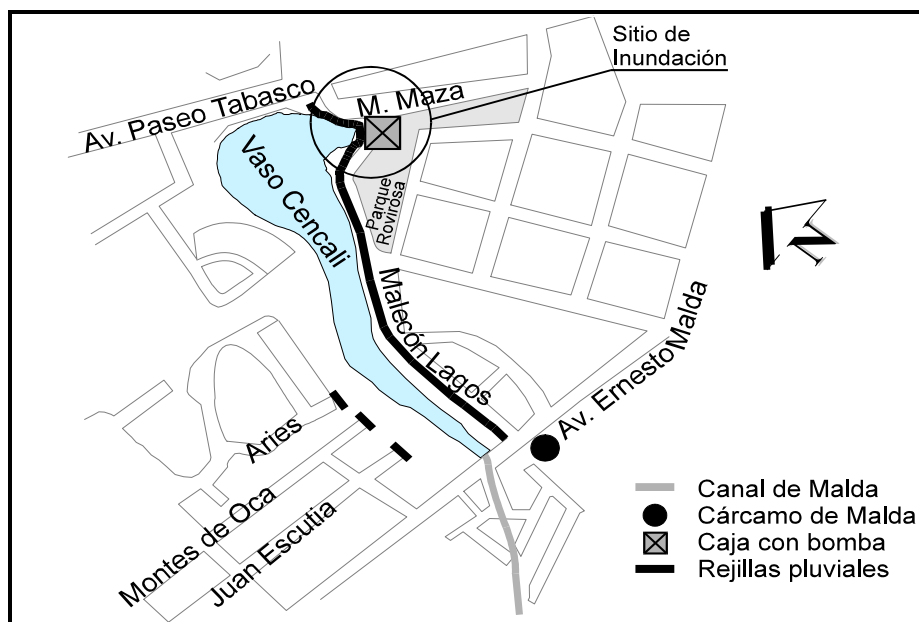 Sitio de
Inundación
M. Maza
Av. Paseo Tabasco
Vaso Cencali
Parque
Rovirosa
N
Malecón Lagos
Av. Ernesto Malda
Aries
Montes de Oca
Juan Escutia
Canal de Malda
Cárcamo de Malda
Caja con bomba
Rejillas pluviales